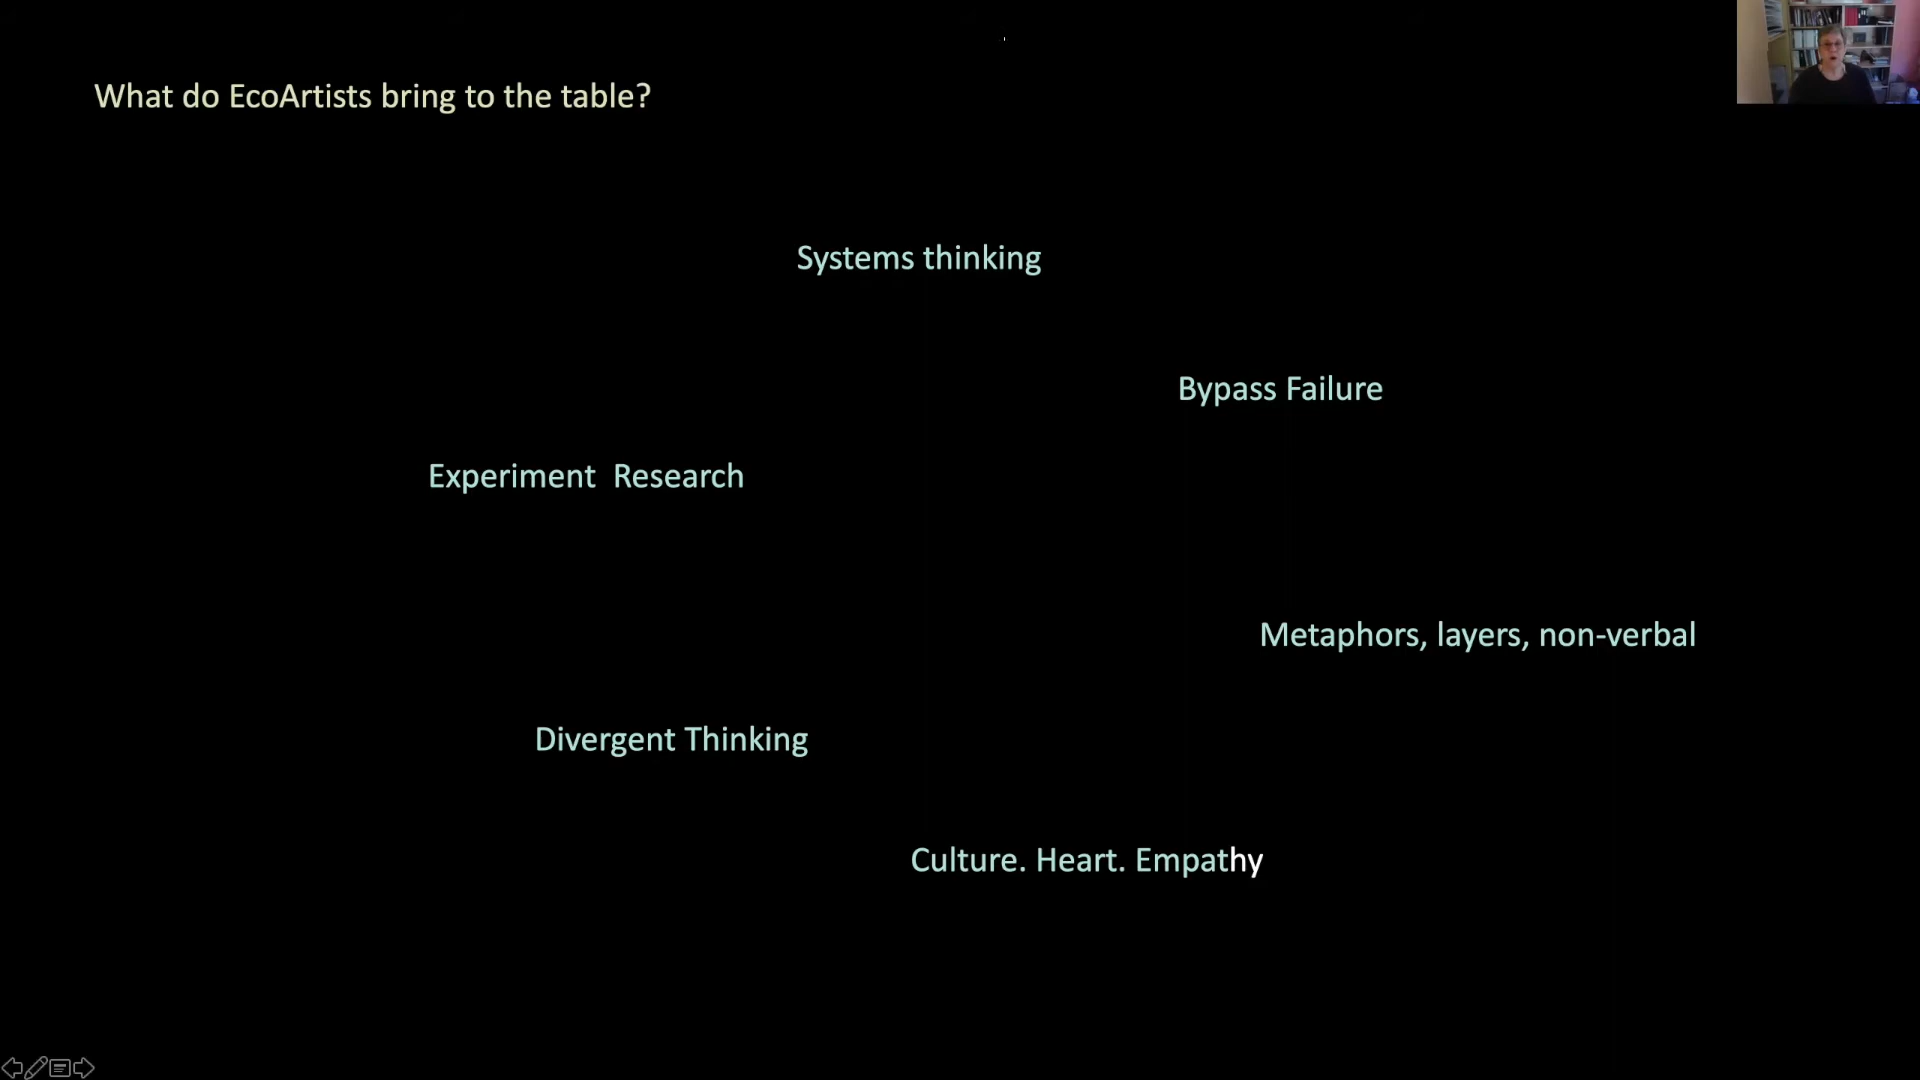 What do EcoArtists bring to the table?
Systems thinking
Bypass Failure
Experiment  Research
Metaphors, layers, non-verbal
Divergent Thinking
Culture. Heart. Empathy